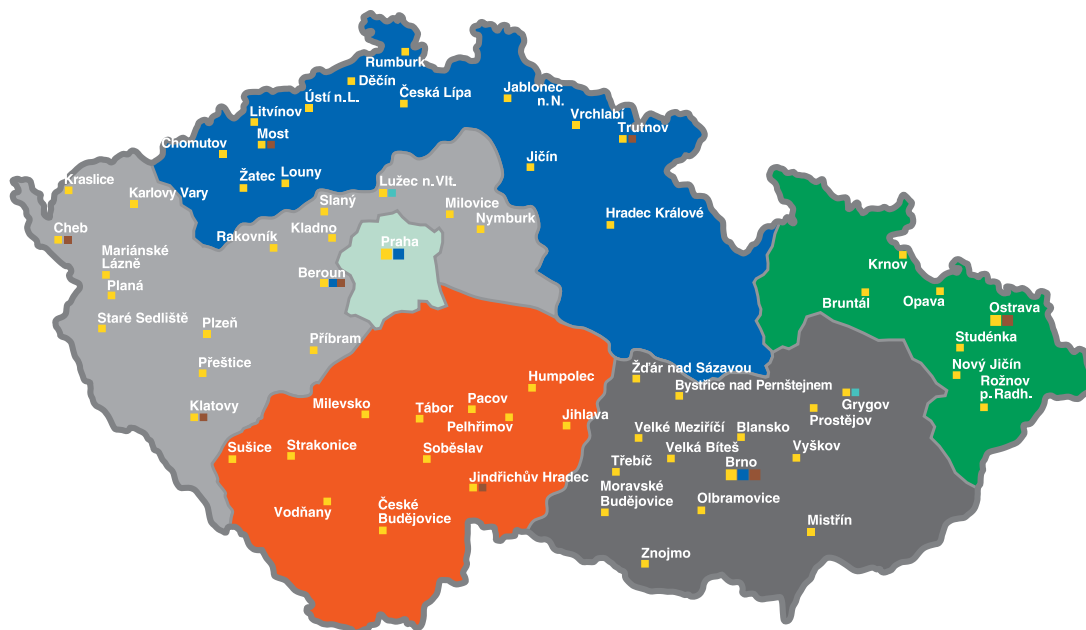 Rumburk
Děčín
Česká Lípa
Ústí n.L.
Litvínov
Most
Chomutov
Žatec
Louny
Jablonec
n.N.
Vrchlabí
Trutnov
Jičín
Hradec Králové
Kraslice
Karlovy Vary
Cheb
Mariánské
Lázně
Planá
Staré Sedliště
Plzeň
Přeštice
Klatovy
Slaný
Lužec n.Vlt.
Milovice
Nymburk
Kladno
Rakovník
Beroun
Příbram
Praha
Krnov
Bruntál
Opava
Ostrava
Studénka
Nový Jičín
Rožnov
p. Radh.
Humpolec
Milevsko
Tábor
Pacov
Pelhřimov
Jihlava
Sušice
Strakonice
Soběslav
Jindřichův Hradec
Vodňany
České
Budějovice
Žďár nad Sázavou
Bystřice nad Pernštejnem
Grygov
Prostějov
Velké Meziříčí
Blansko
Velká Bíteš
Vyškov
Třebíč
Brno
Moravské
Budějovice
Olbramovice
Mistřín
Znojmo